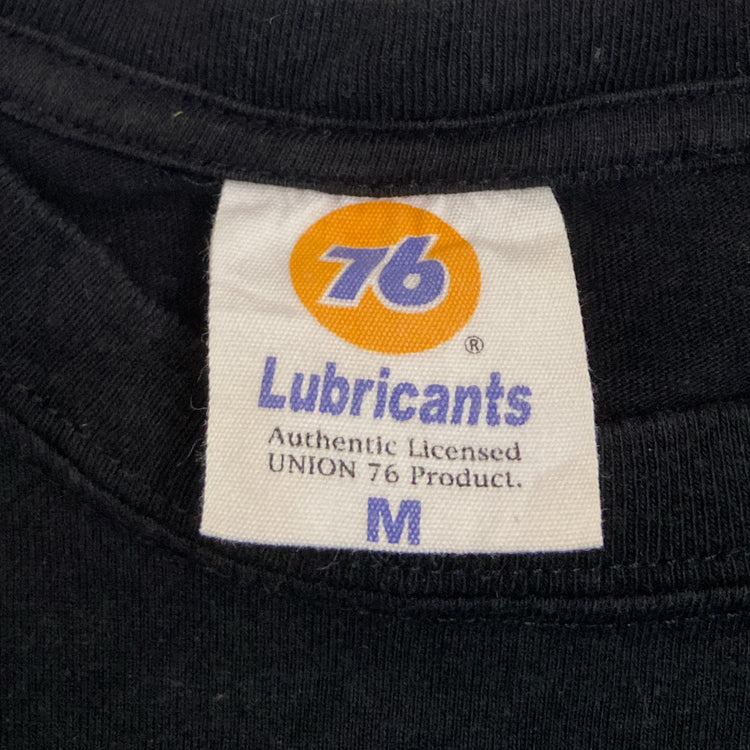 76
®
Lubricants
Authentic Licensed
UNION 76 Product.
M